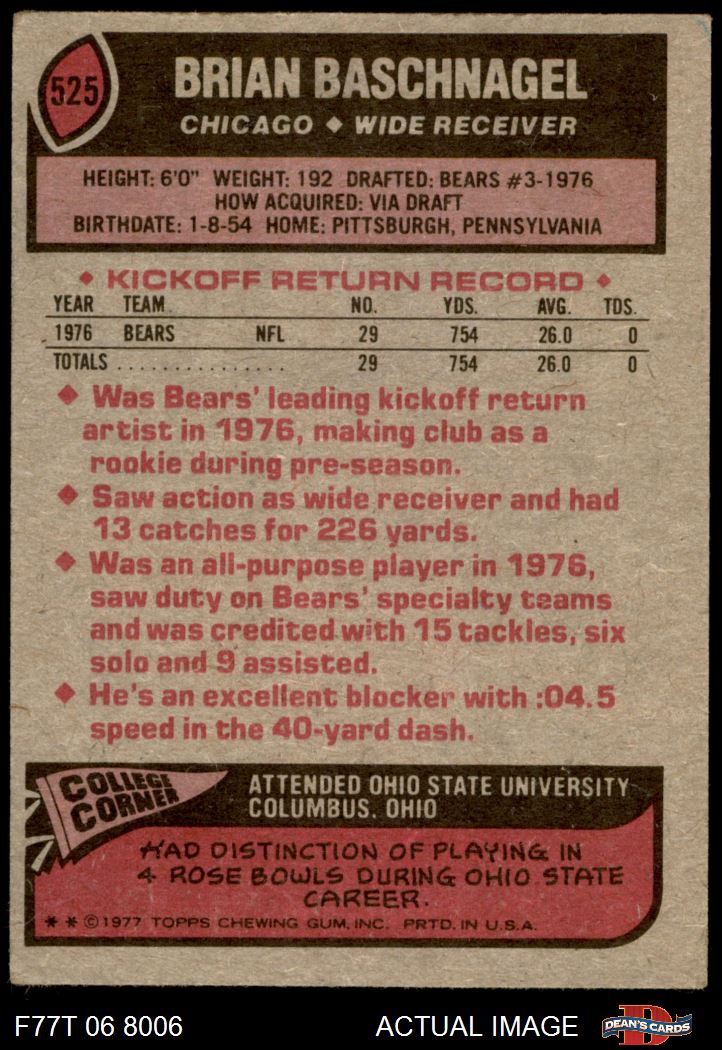 525
BRIAN BASCHNAGEL
CHICAGO ◆ WIDE RECEIVER
HEIGHT: 6'0" WEIGHT: 192 DRAFTED: BEARS #3-1976
HOW ACQUIRED: VIA DRAFT
BIRTHDATE: 1-8-54 HOME: PITTSBURGH, PENNSYLVANIA
◆ KICKOFF RETURN RECORD ◆
YEAR TEAM NO. YDS. AVG. TDS.
1976 BEARS NFL 29 754 26.0 0
TOTALS . . . . . . . . . . . . . . . 29 754 26.0 0
◆ Was Bears' leading kickoff return
artist in 1976, making club as a
rookie during pre-season.
◆ Saw action as wide receiver and had
13 catches for 226 yards.
◆ Was an all-purpose player in 1976,
saw duty on Bears' specialty teams
and was credited with 15 tackles, six
solo and 9 assisted.
◆ He's an excellent blocker with :04.5
speed in the 40-yard dash.
COLLEGE
CORNER
ATTENDED OHIO STATE UNIVERSITY
COLUMBUS, OHIO
HAD DISTINCTION OF PLAYING IN
4 ROSE BOWLS DURING OHIO STATE
CAREER.
* * © 1977 TOPPS CHEWING GUM, INC. PRTD. IN U.S.A.
F77T 06 8006 ACTUAL IMAGE
D
DEAN'S CARDS